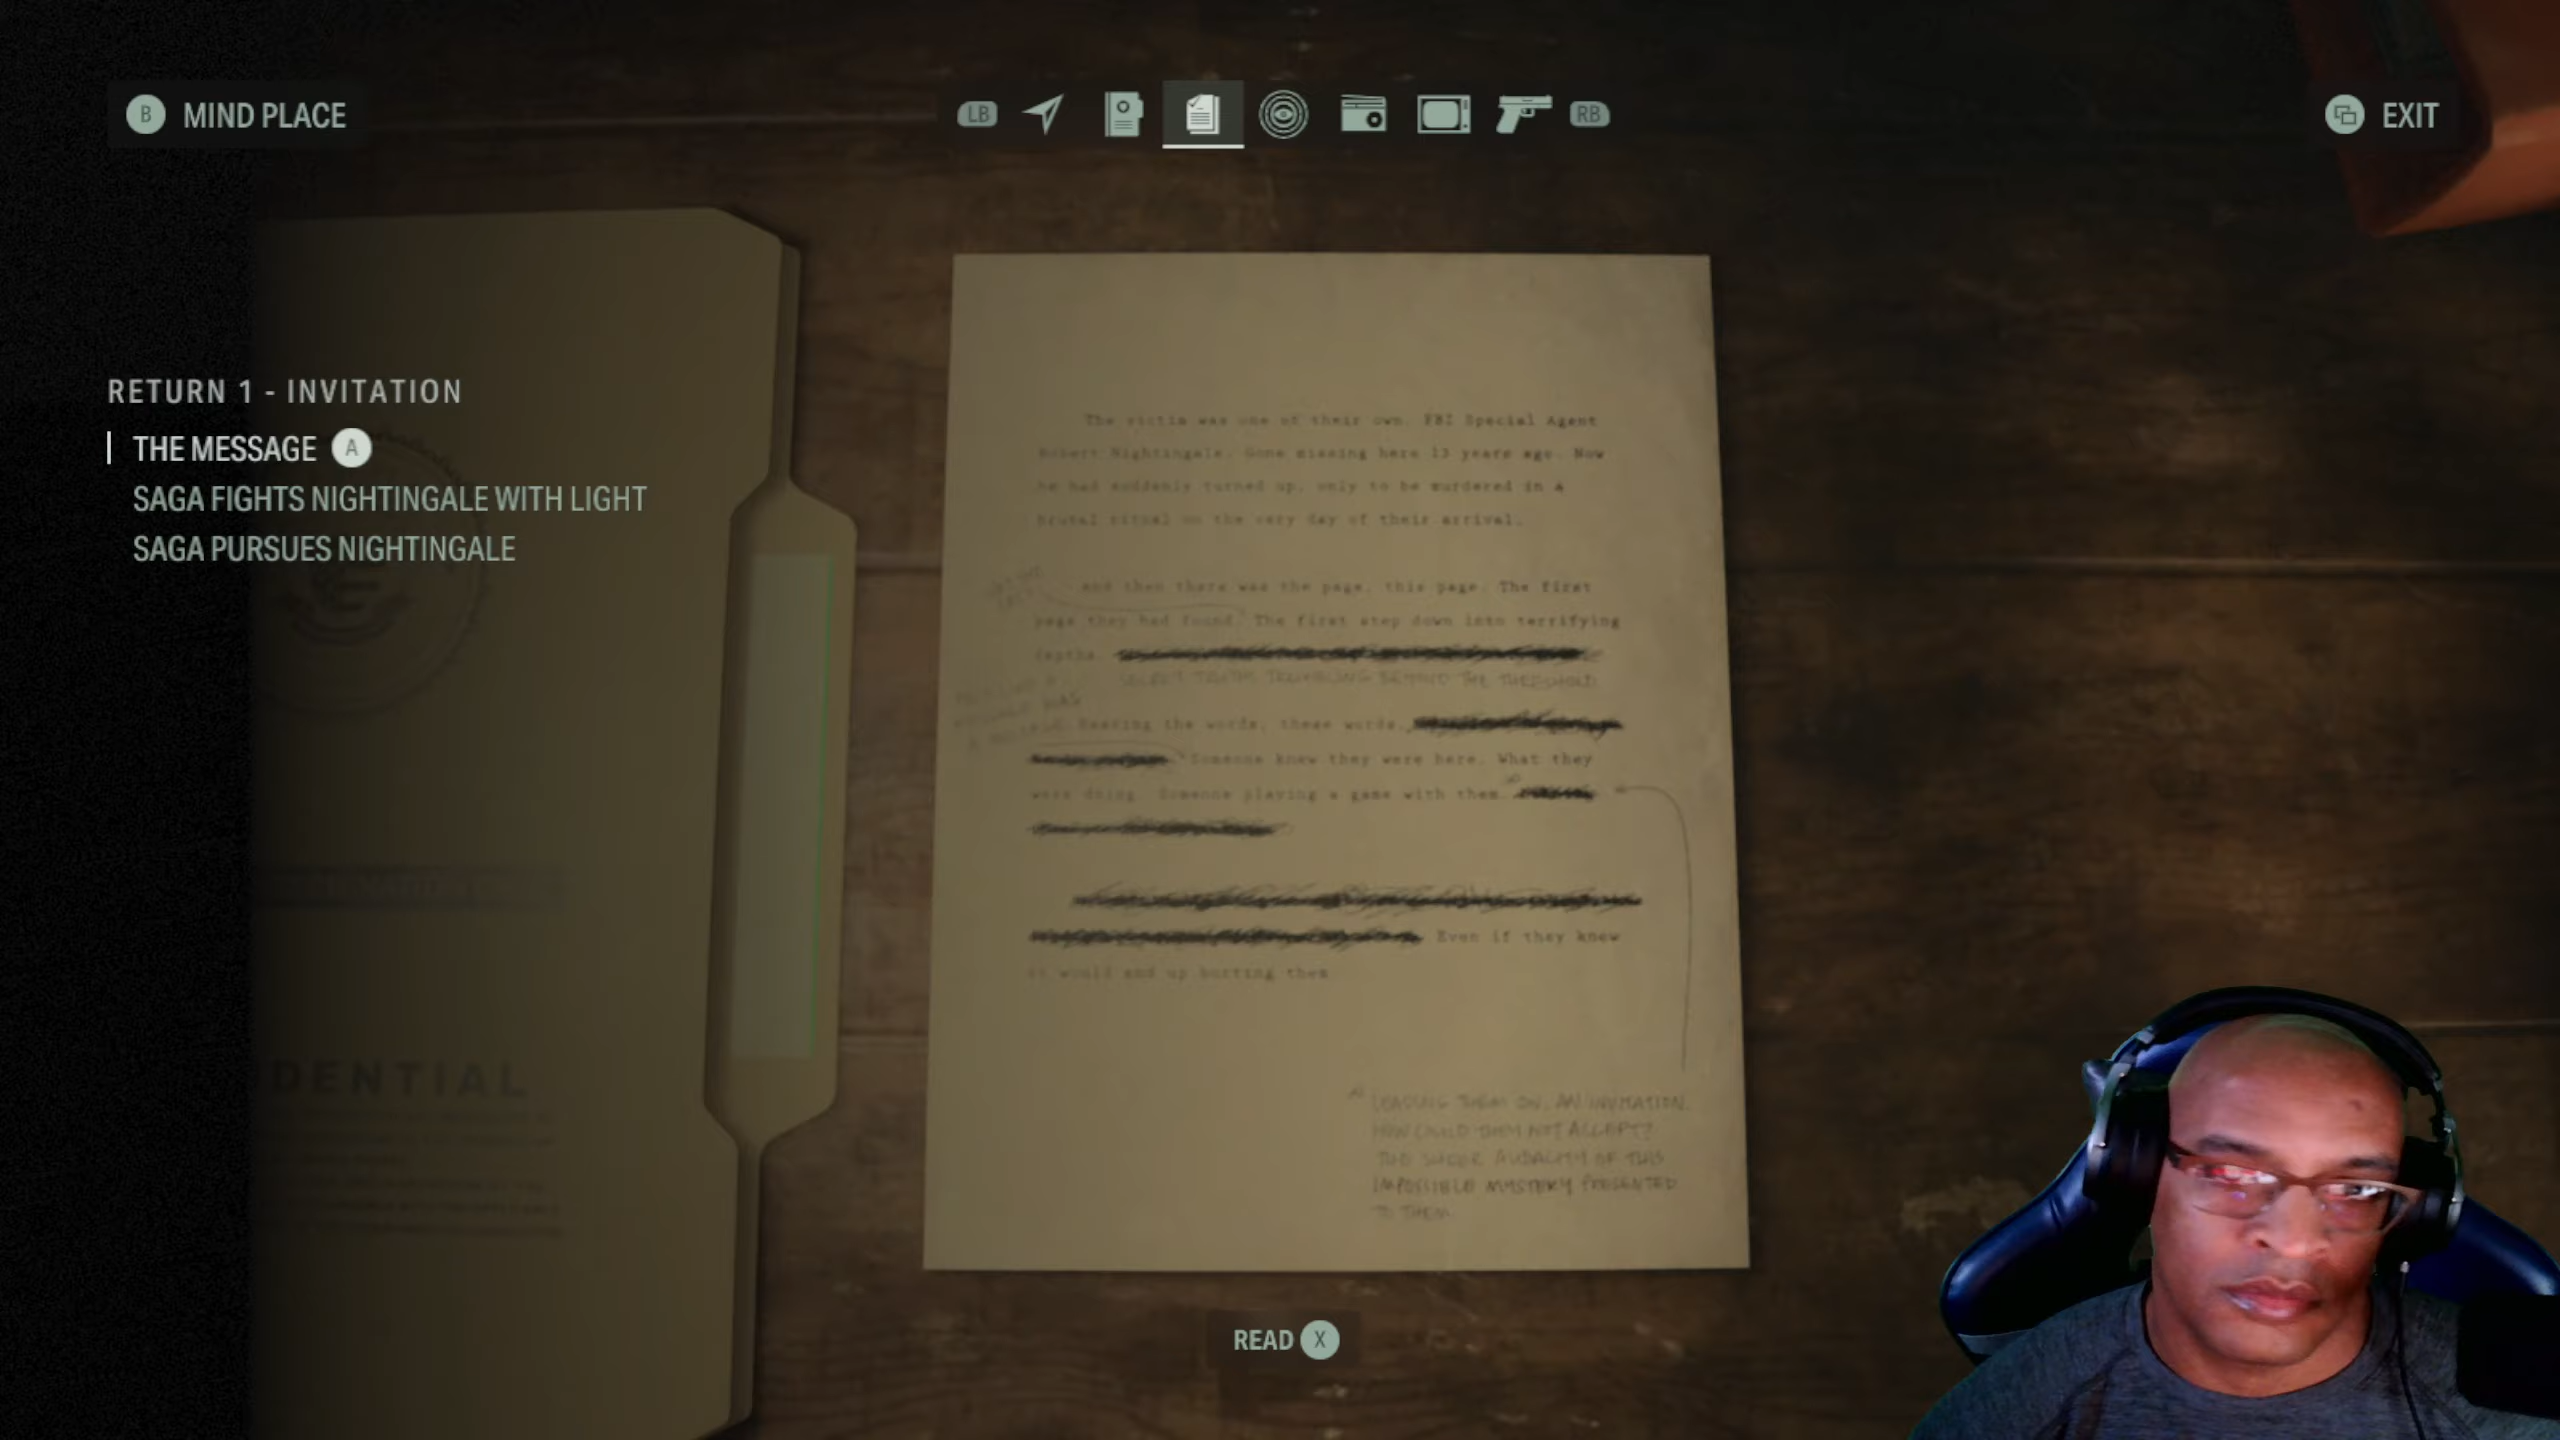 B MIND PLACE
LB
RB
EXIT
RETURN 1 - INVITATION
THE MESSAGE A
SAGA FIGHTS NIGHTINGALE WITH LIGHT
SAGA PURSUES NIGHTINGALE
The victim was one of their own. FBI Special Agent
Robert Nightingale. Gone missing here 13 years ago. Now
he had suddenly turned up, only to be murdered in a
brutal ritual on the very day of their arrival.
and then there was the page, this page. The first
page they had found. The first step down into terrifying
depths.
SECRET TRUTHS TREMBLING BEHIND THE THRESHOLD
Reading the words, these words.
Someone knew they were here. What they
were doing. Someone playing a game with them.
Even if they knew
it would end up hurting them
LEADING THEM ON. AN INVITATION.
HOW COULD THEY NOT ACCEPT?
THE SHEER AUDACITY OF THIS
IMPOSSIBLE MYSTERY PRESENTED
TO THEM.
DENTIAL
READ X